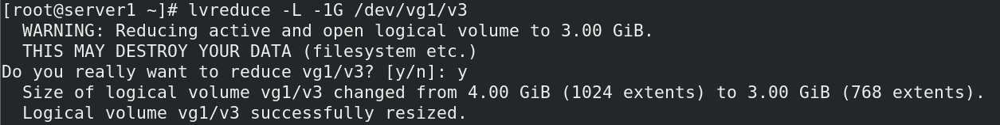 [root@server1 ~]# lvreduce -L -1G /dev/vg1/v3
WARNING: Reducing active and open logical volume to 3.00 GiB.
THIS MAY DESTROY YOUR DATA (filesystem etc.)
Do you really want to reduce vg1/v3? [y/n]: y
Size of logical volume vg1/v3 changed from 4.00 GiB (1024 extents) to 3.00 GiB (768 extents).
Logical volume vg1/v3 successfully resized.